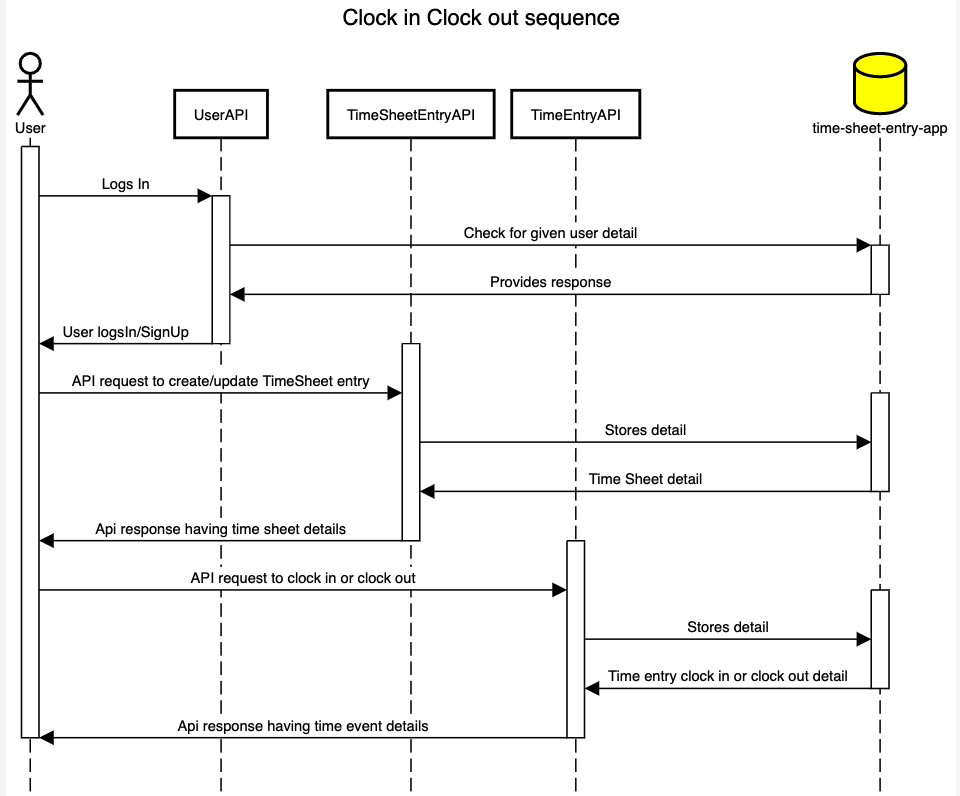 Clock in Clock out sequence
User
UserAPI
TimeSheetEntryAPI
TimeEntryAPI
time-sheet-entry-app
Logs In
Check for given user detail
Provides response
User logsIn/SignUp
API request to create/update TimeSheet entry
Stores detail
Time Sheet detail
Api response having time sheet details
API request to clock in or clock out
Stores detail
Time entry clock in or clock out detail
Api response having time event details